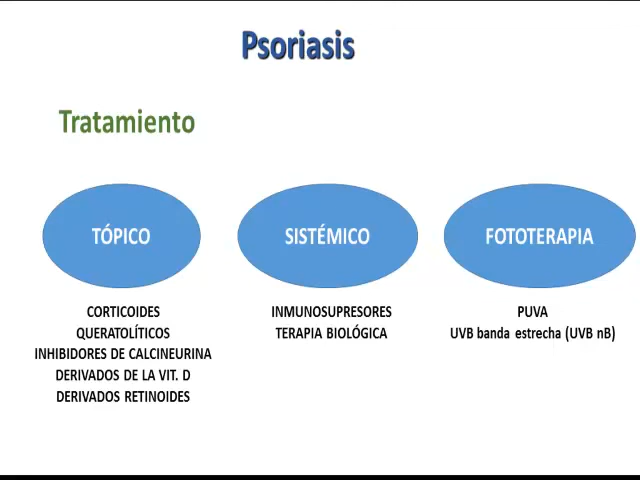 Psoriasis
Tratamiento
TÓPICO
CORTICOIDES
QUERATOLÍTICOS
INHIBIDORES DE CALCINEURINA
DERIVADOS DE LA VIT. D
DERIVADOS RETINOIDES
SISTÉMICO
INMUNOSUPRESORES
TERAPIA BIOLÓGICA
FOTOTERAPIA
PUVA
UVB banda estrecha (UVB nB)